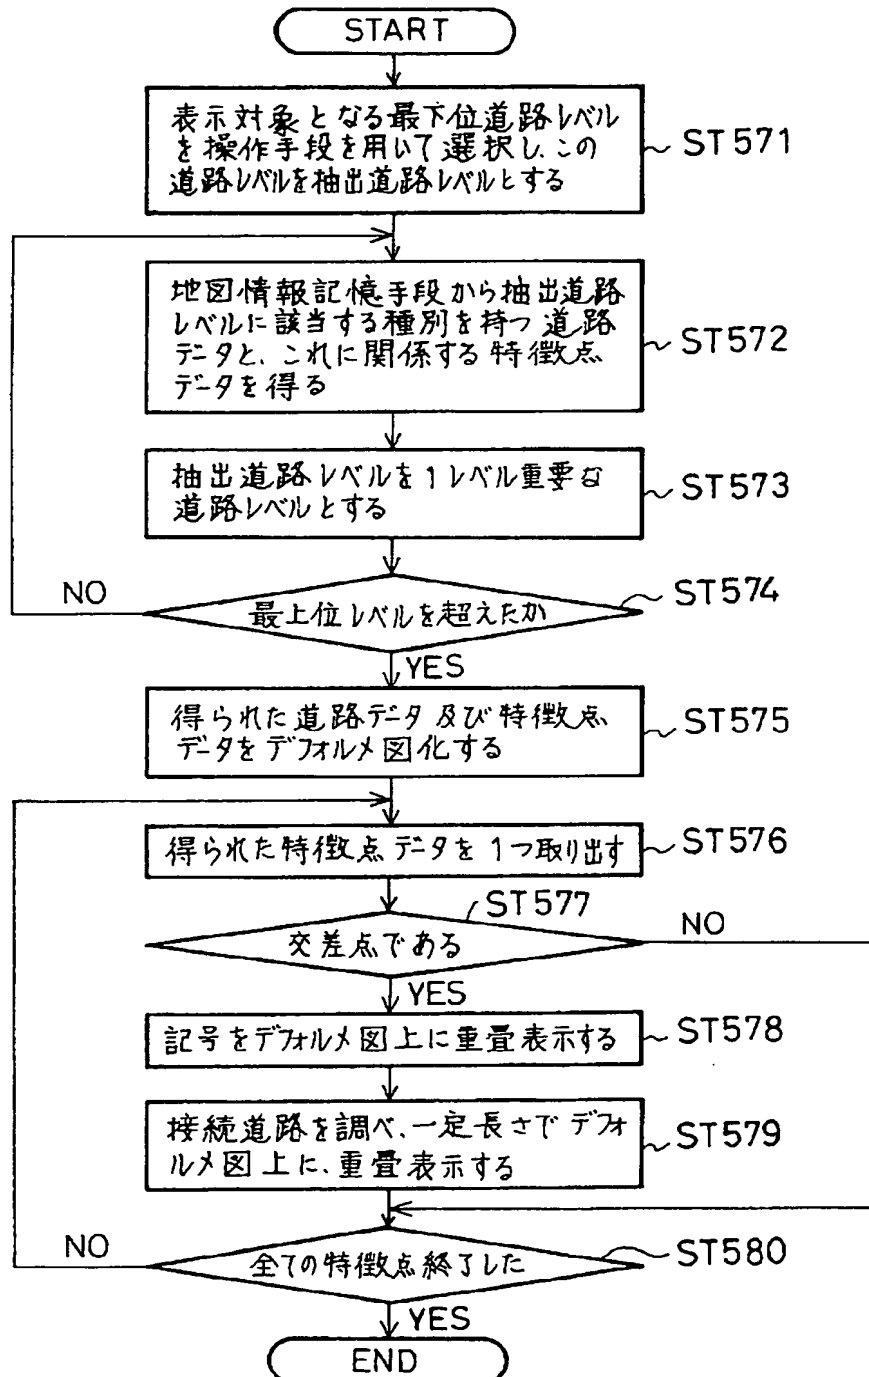 START
表示対象となる最下位道路レベル
を操作手段を用いて選択し、この
道路レベルを抽出道路レベルとする
ST571
地図情報記憶手段から抽出道路
レベルに該当する種別を持つ道路
データと、これに関係する特徴点
データを得る
ST572
抽出道路レベルを1レベル重要な
道路レベルとする
ST573
NO
最上位レベルを超えたか
ST574
YES
得られた道路データ及び特徴点
データをデフォルメ図化する
ST575
得られた特徴点データを1つ取り出す
ST576
ST577
交差点である
NO
YES
記号をデフォルメ図上に重畳表示する
ST578
接続道路を調べ、一定長さでデフォ
ルメ図上に、重畳表示する
ST579
NO
全ての特徴点終了した
ST580
YES
END